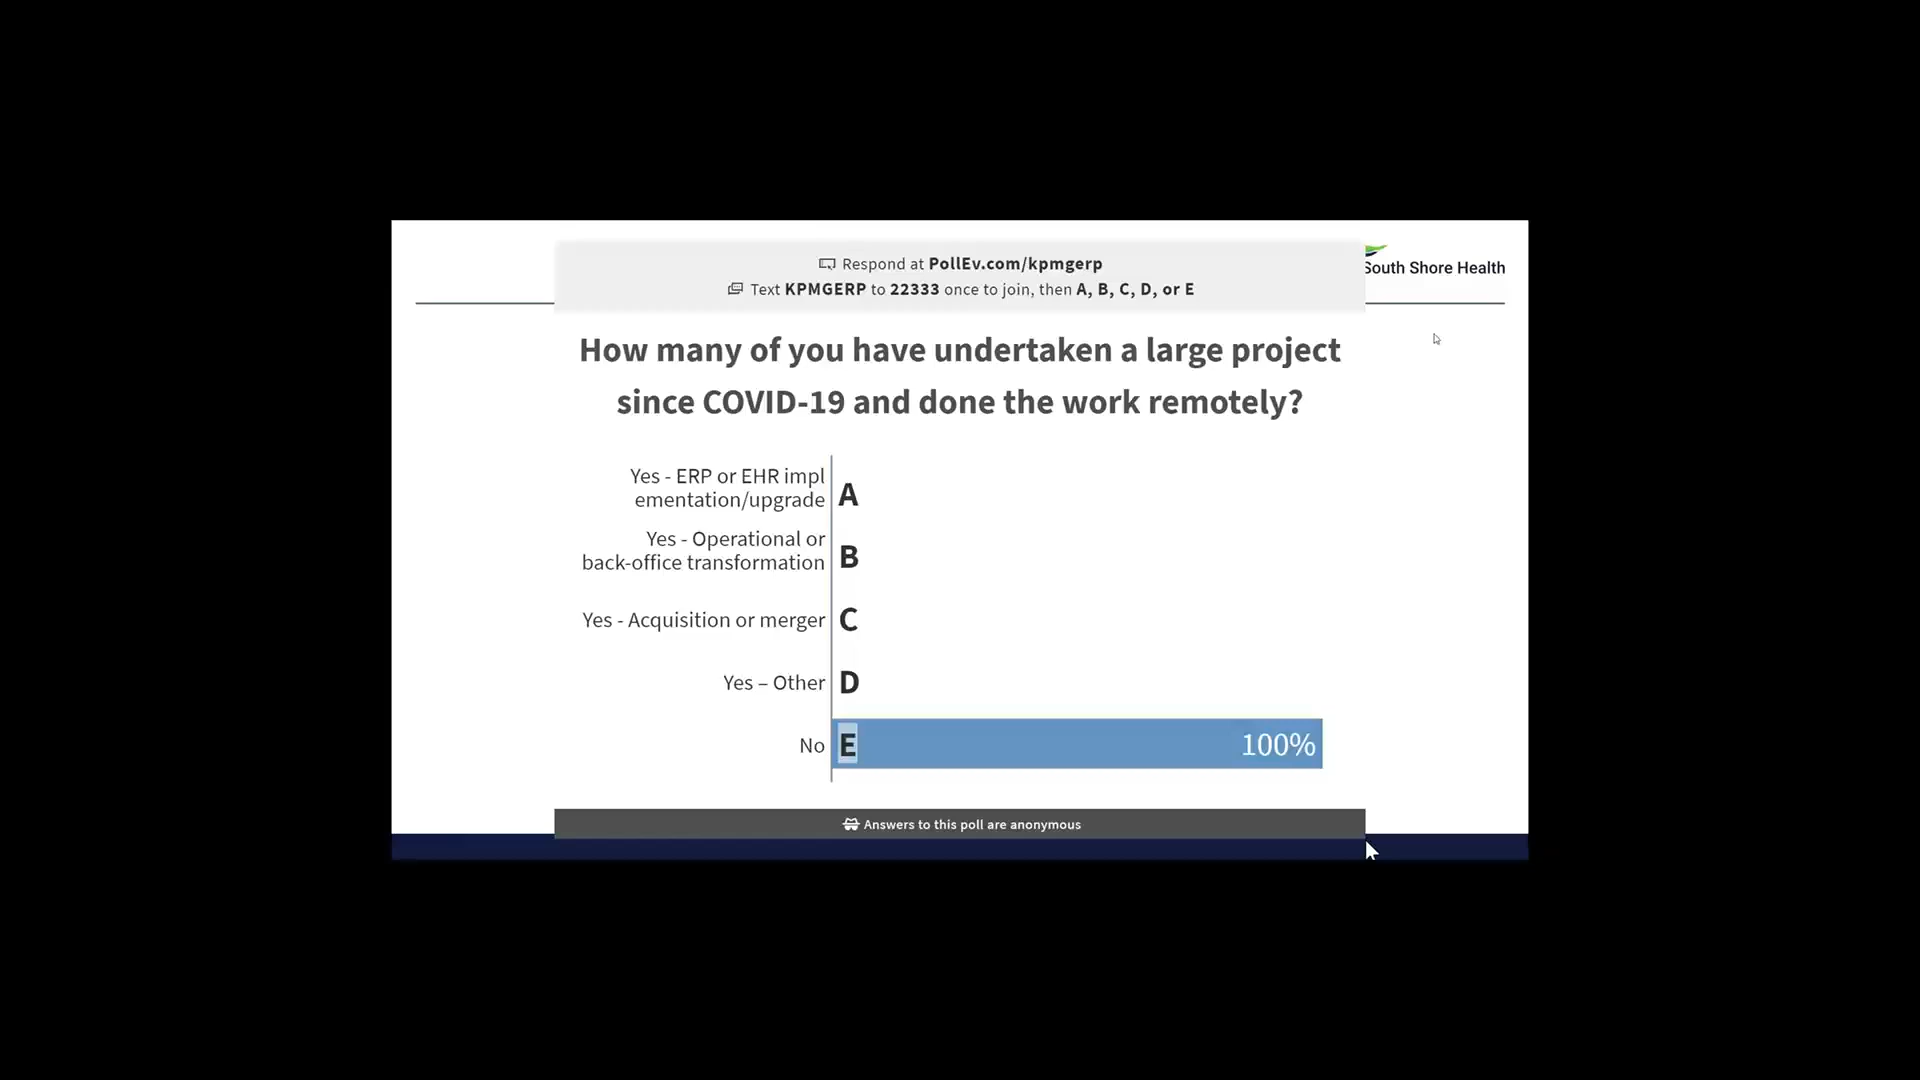 Respond at PollEv.com/kpmgerp
Text KPMGERP to 22333 once to join, then A, B, C, D, or E
South Shore Health
How many of you have undertaken a large project
since COVID-19 and done the work remotely?
Yes - ERP or EHR impl
ementation/upgrade
A
Yes - Operational or
back-office transformation
B
Yes - Acquisition or merger
C
Yes – Other
D
No
E
100%
Answers to this poll are anonymous